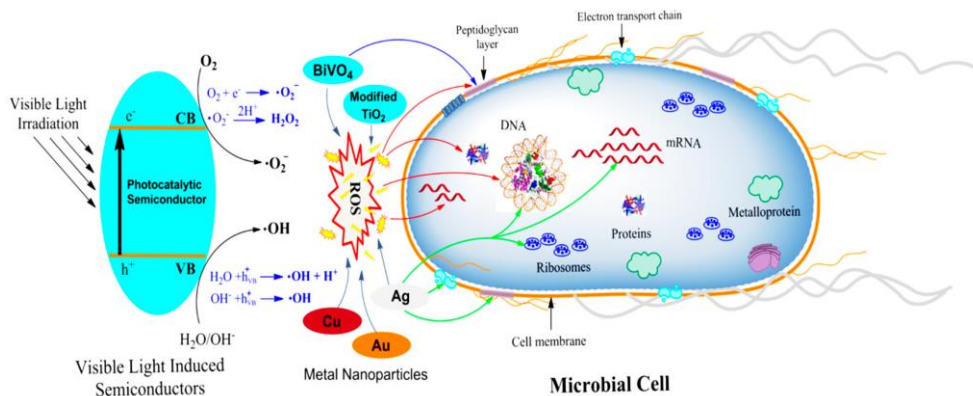 Visible Light
Irradiation
O₂
O₂ + e⁻ → ·O₂⁻
·O₂⁻ 2H⁺ → H₂O₂
e⁻
CB
·O₂⁻
Photocatalytic
Semiconductor
·OH
h⁺
VB
H₂O + h⁺VB → ·OH + H⁺
OH⁻ + h⁺VB → ·OH
H₂O/OH⁻
Visible Light Induced
Semiconductors
BiVO₄
Modified
TiO₂
ROS
Cu
Au
Ag
Metal Nanoparticles
Peptidoglycan
layer
Electron transport chain
DNA
mRNA
Metalloprotein
Proteins
Ribosomes
Cell membrane
Microbial Cell